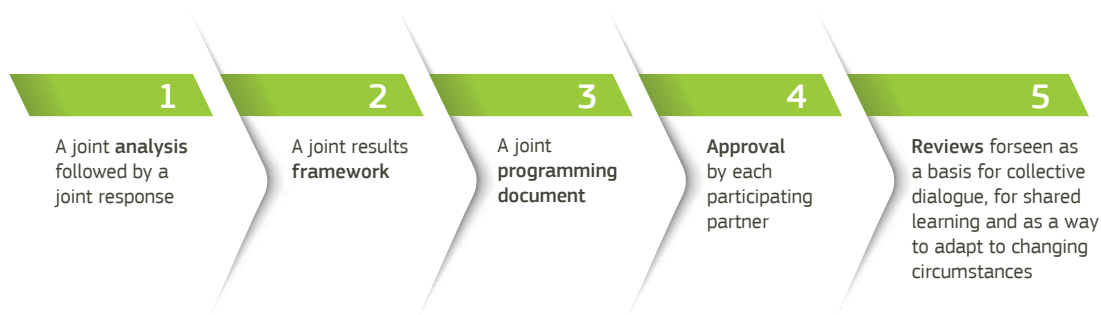 1
A joint analysis
followed by a
joint response
2
A joint results
framework
3
A joint
programming
document
4
Approval
by each
participating
partner
5
Reviews forseen as
a basis for collective
dialogue, for shared
learning and as a way
to adapt to changing
circumstances